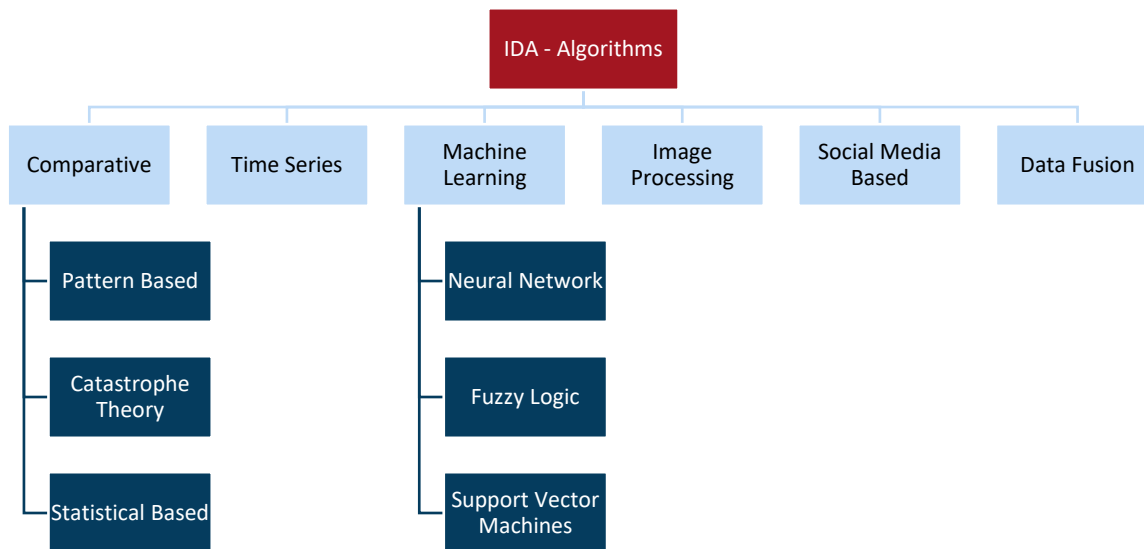 IDA - Algorithms
Comparative
Time Series
Machine
Learning
Image
Processing
Social Media
Based
Data Fusion
Pattern Based
Catastrophe
Theory
Statistical Based
Neural Network
Fuzzy Logic
Support Vector
Machines